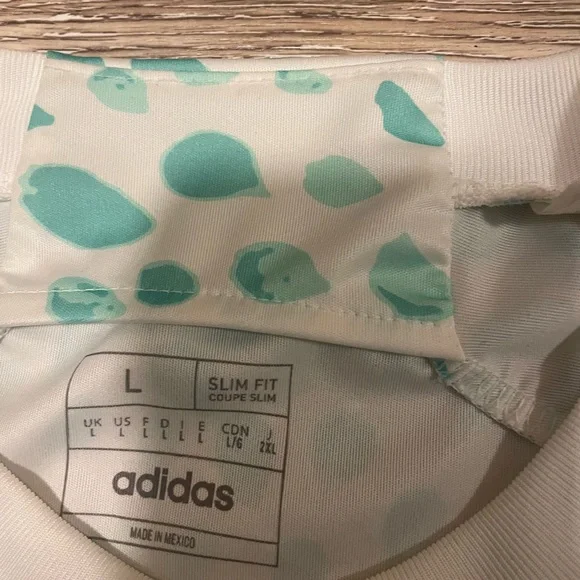 L
SLIM FIT
COUPE SLIM
UK US F D I E CDN J
L L L L L L L/G 2XL
adidas
MADE IN MEXICO